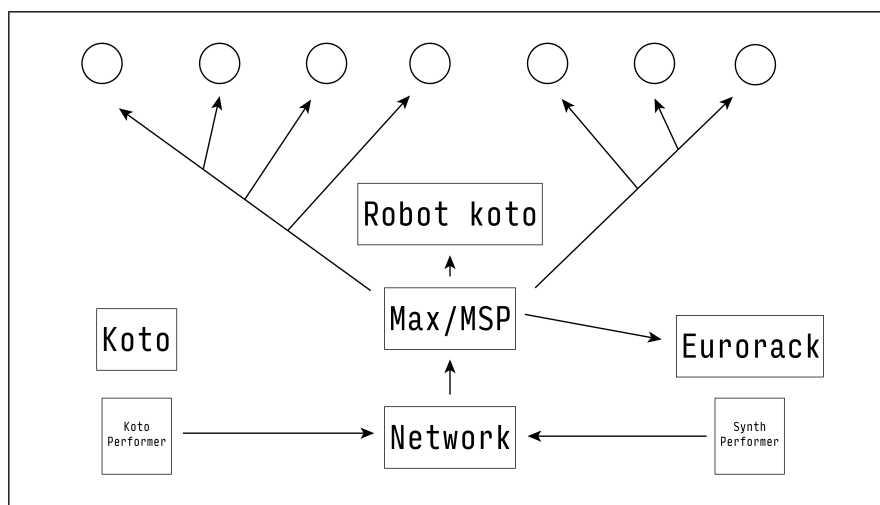 Robot koto
Max/MSP
Koto
Eurorack
Koto
Performer
Network
Synth
Performer